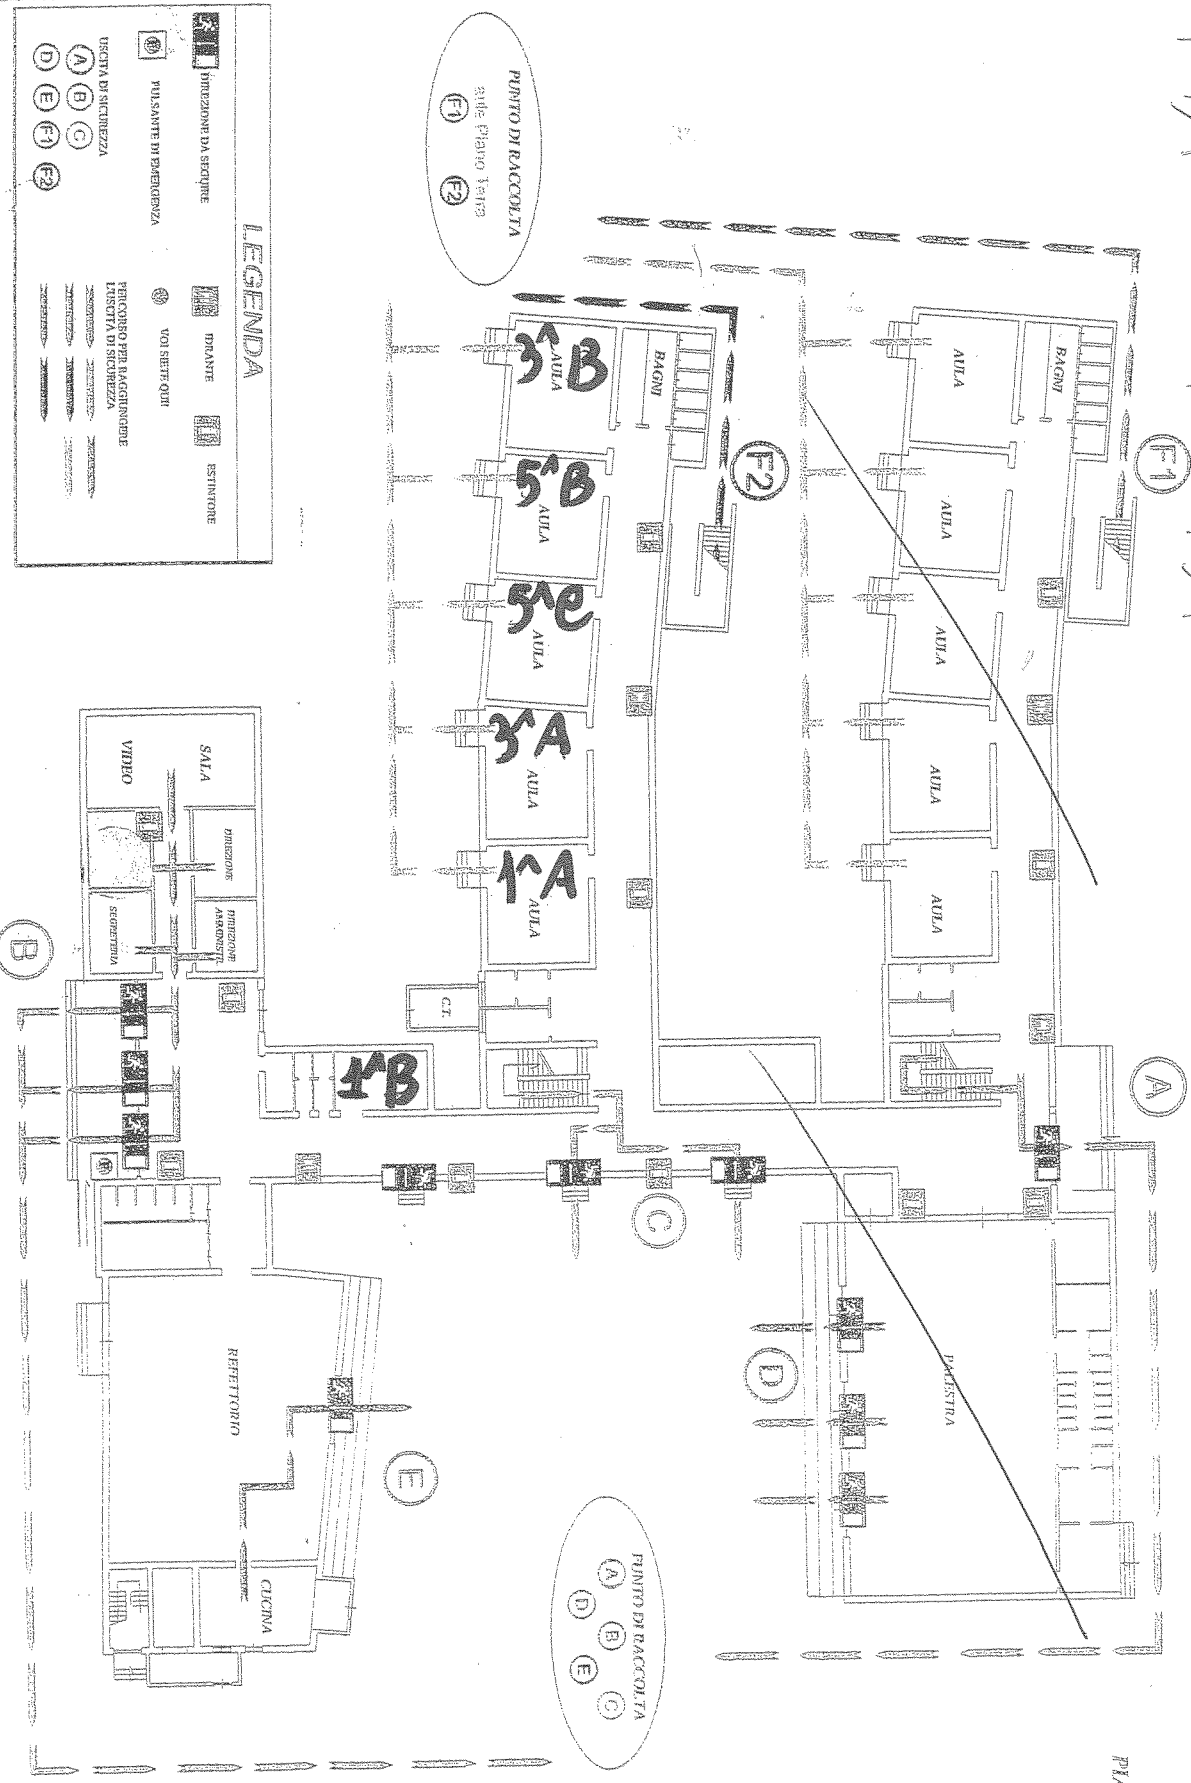 LEGENDA
DIREZIONE DA SEGUIRE
IDRANTE
ESTINTORE
PULSANTE DI EMERGENZA
VOI SIETE QUI!
USCITA DI SICUREZZA
A B C
D E F1 F2
PERCORSO PER RAGGIUNGERE
L'USCITA DI SICUREZZA
PUNTO DI RACCOLTA
aule Piano Terra
F1 F2
F1
BAGNI
AULA
AULA
AULA
AULA
AULA
A
F2
BAGNI
3^B
AULA
5^B
AULA
5^C
AULA
3^A
AULA
1^A
AULA
C.T.
1^B
SALA
VIDEO
DIREZIONE
DIREZIONE
AMMINISTR.
SEGRETERIA
B
C
PALESTRA
D
REFETTORIO
E
CUCINA
PUNTO DI RACCOLTA
A B C
D E